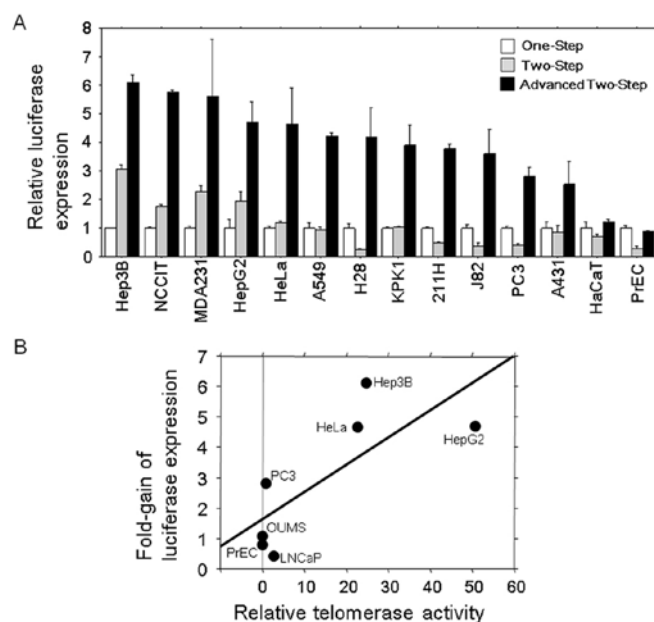 A
Relative luciferase
expression
8
7
6
5
4
3
2
1
0
One-Step
Two-Step
Advanced Two-Step
Hep3B
NCCIT
MDA231
HepG2
HeLa
A549
H28
KPK1
211H
J82
PC3
A431
HaCaT
PrEC
B
Fold-gain of
luciferase expression
7
6
5
4
3
2
1
0
Hep3B
HeLa
HepG2
PC3
OUMS
PrEC
LNCaP
0 10 20 30 40 50 60
Relative telomerase activity